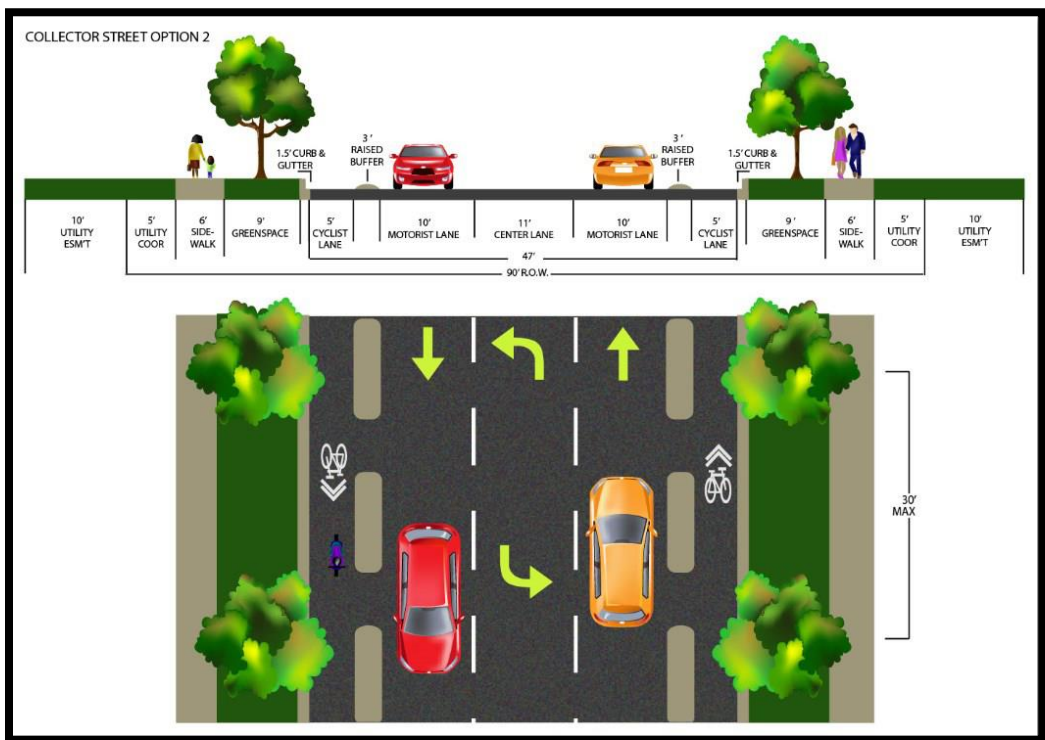 COLLECTOR STREET OPTION 2
1.5' CURB &
GUTTER
3 '
RAISED
BUFFER
3 '
RAISED
BUFFER
1.5' CURB &
GUTTER
10'
UTILITY
ESM'T
5'
UTILITY
COOR
6'
SIDE-
WALK
9'
GREENSPACE
5'
CYCLIST
LANE
10'
MOTORIST LANE
11'
CENTER LANE
10'
MOTORIST LANE
5'
CYCLIST
LANE
9 '
GREENSPACE
6'
SIDE-
WALK
5'
UTILITY
COOR
10'
UTILITY
ESM'T
47'
90' R.O.W.
30'
MAX